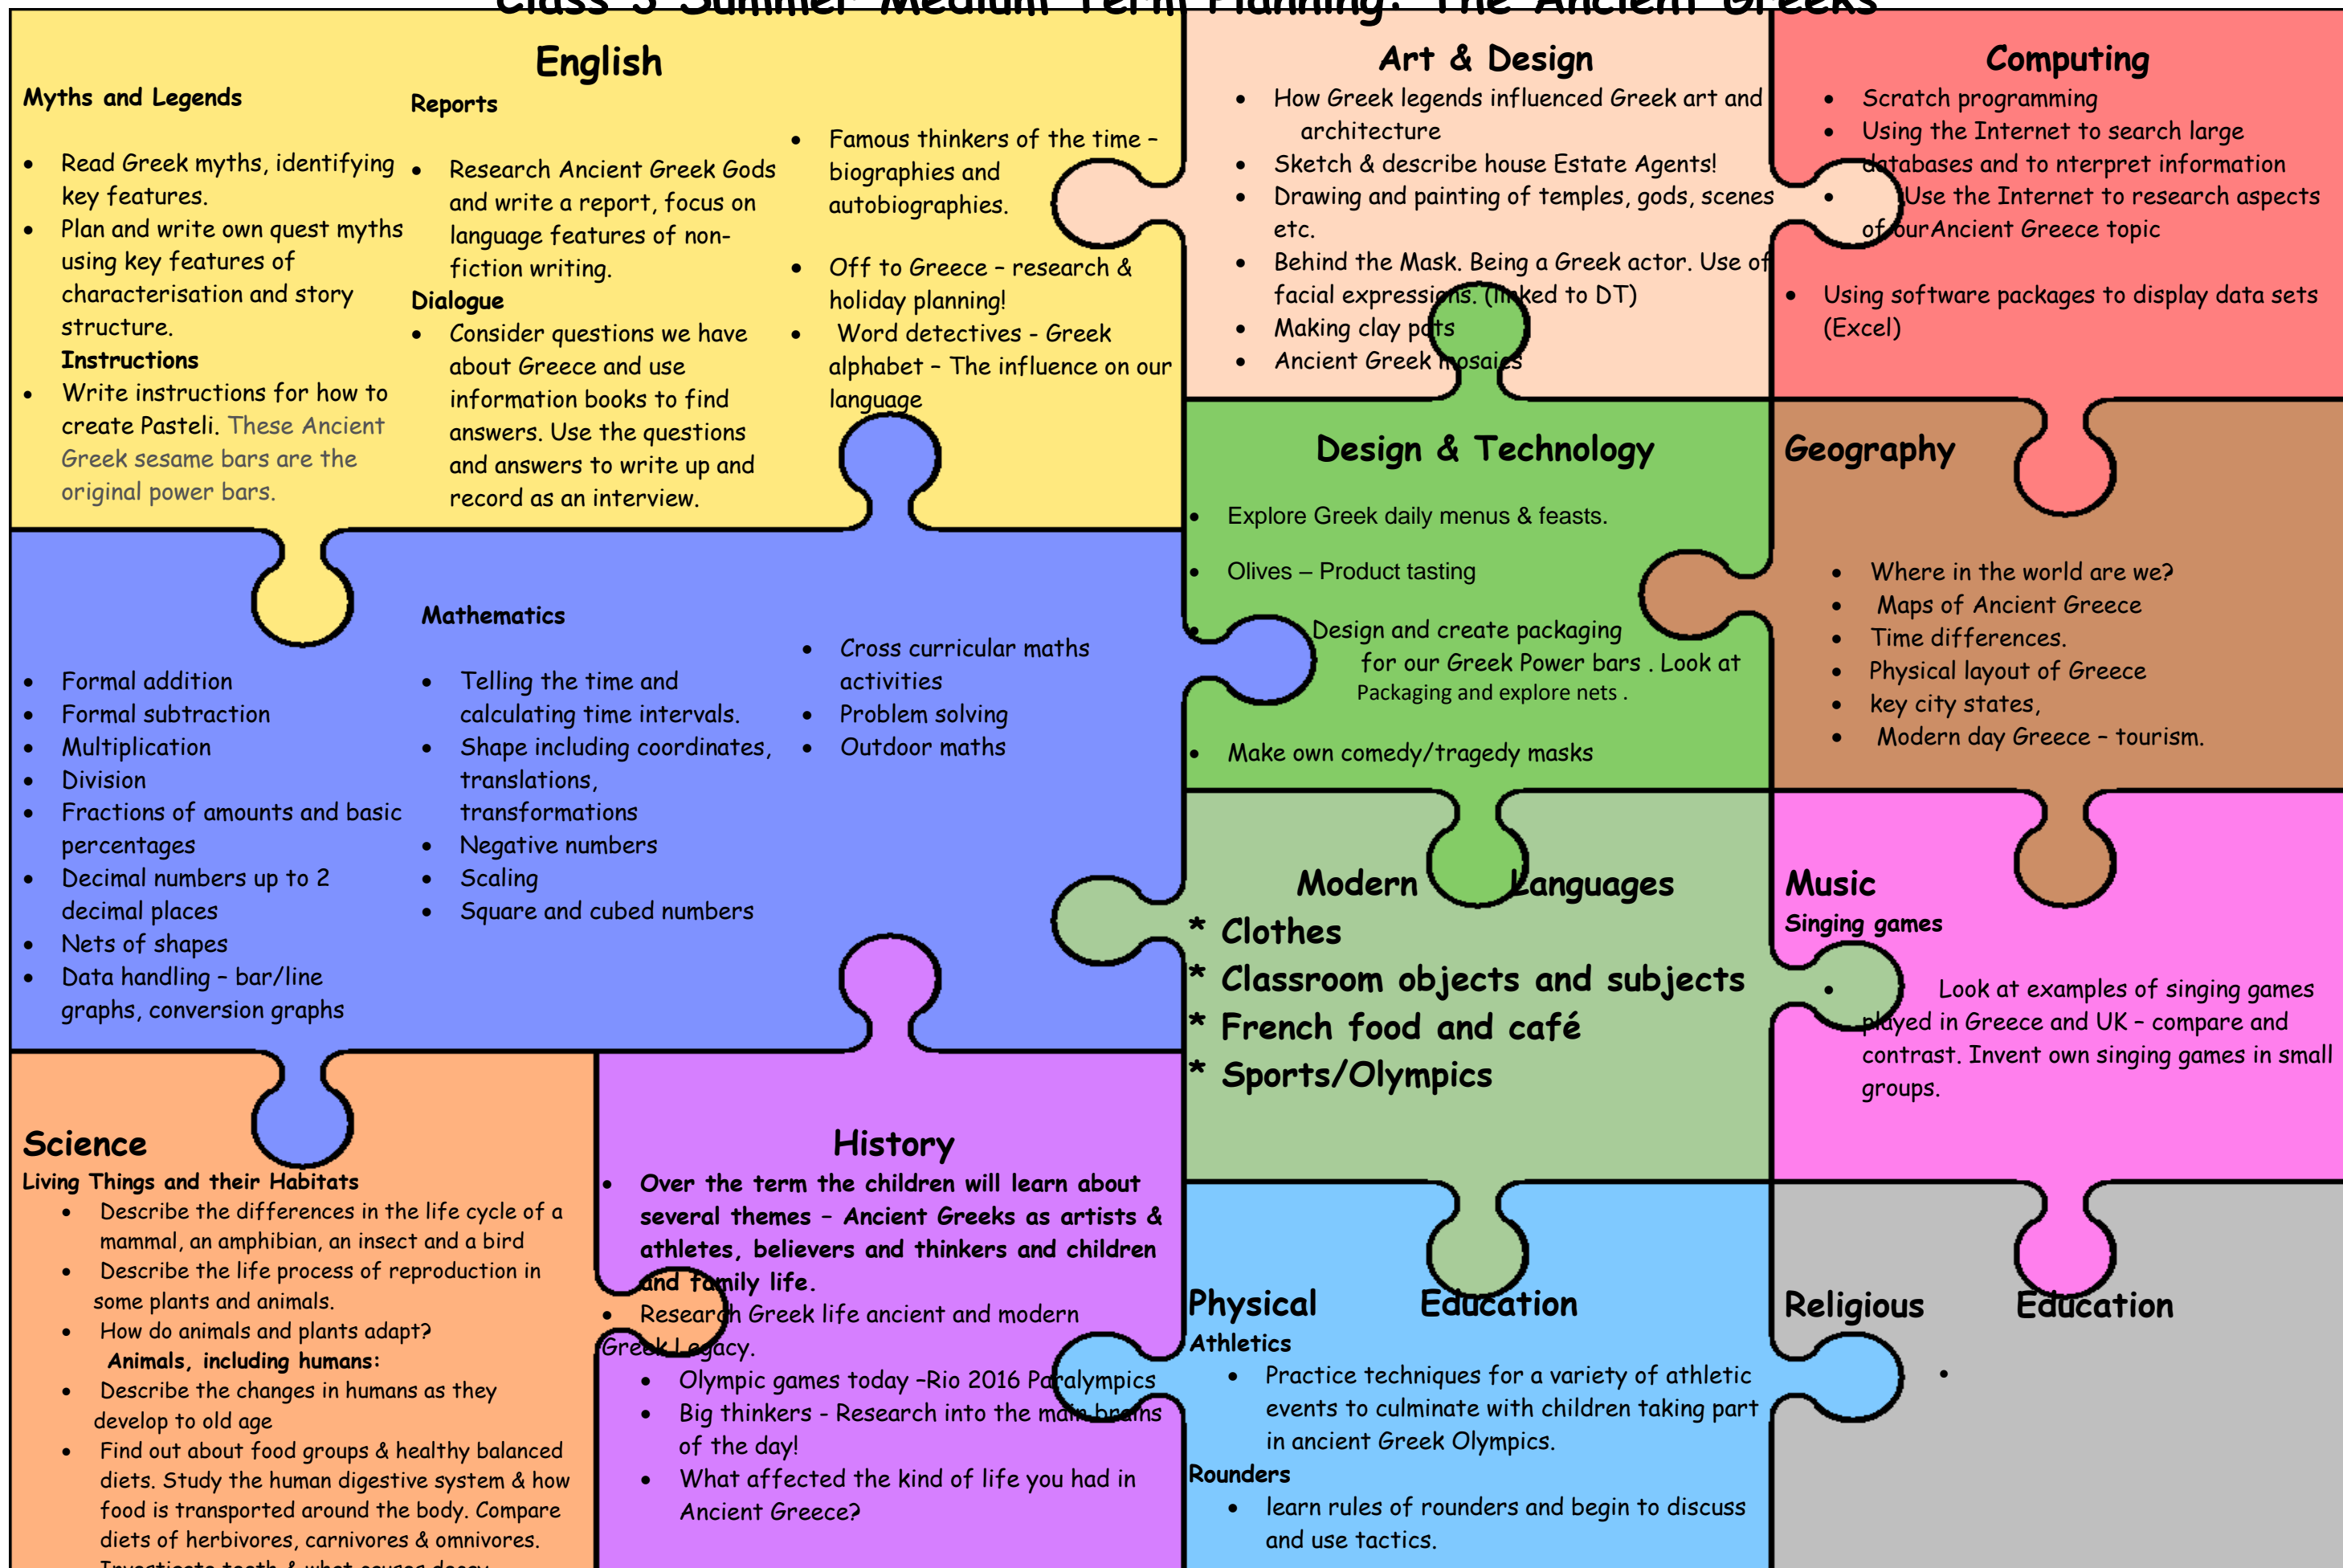 Class 3 Summer Medium Term Planning: The Ancient Greeks
English
Myths and Legends
• Read Greek myths, identifying
key features.
• Plan and write own quest myths
using key features of
characterisation and story
structure.
Instructions
• Write instructions for how to
create Pasteli. These Ancient
Greek sesame bars are the
original power bars.
Reports
• Research Ancient Greek Gods
and write a report, focus on
language features of non-
fiction writing.
Dialogue
• Consider questions we have
about Greece and use
information books to find
answers. Use the questions
and answers to write up and
record as an interview.
• Famous thinkers of the time –
biographies and
autobiographies.
• Off to Greece – research &
holiday planning!
• Word detectives - Greek
alphabet – The influence on our
language
Art & Design
• How Greek legends influenced Greek art and
architecture
• Sketch & describe house Estate Agents!
• Drawing and painting of temples, gods, scenes
etc.
• Behind the Mask. Being a Greek actor. Use of
facial expressions. (linked to DT)
• Making clay pots
• Ancient Greek mosaics
Computing
• Scratch programming
• Using the Internet to search large
databases and to nterpret information
• Use the Internet to research aspects
of ourAncient Greece topic
• Using software packages to display data sets
(Excel)
Design & Technology
• Explore Greek daily menus & feasts.
• Olives – Product tasting
• Design and create packaging
for our Greek Power bars . Look at
Packaging and explore nets .
• Make own comedy/tragedy masks
Geography
• Where in the world are we?
• Maps of Ancient Greece
• Time differences.
• Physical layout of Greece
• key city states,
• Modern day Greece – tourism.
Mathematics
• Formal addition
• Formal subtraction
• Multiplication
• Division
• Fractions of amounts and basic
percentages
• Decimal numbers up to 2
decimal places
• Nets of shapes
• Data handling – bar/line
graphs, conversion graphs
• Telling the time and
calculating time intervals.
• Shape including coordinates,
translations,
transformations
• Negative numbers
• Scaling
• Square and cubed numbers
• Cross curricular maths
activities
• Problem solving
• Outdoor maths
Modern Languages
* Clothes
* Classroom objects and subjects
* French food and café
* Sports/Olympics
Music
Singing games
• Look at examples of singing games
played in Greece and UK – compare and
contrast. Invent own singing games in small
groups.
Science
Living Things and their Habitats
• Describe the differences in the life cycle of a
mammal, an amphibian, an insect and a bird
• Describe the life process of reproduction in
some plants and animals.
• How do animals and plants adapt?
Animals, including humans:
• Describe the changes in humans as they
develop to old age
• Find out about food groups & healthy balanced
diets. Study the human digestive system & how
food is transported around the body. Compare
diets of herbivores, carnivores & omnivores.
Investigate teeth & what causes decay
History
• Over the term the children will learn about
several themes – Ancient Greeks as artists &
athletes, believers and thinkers and children
and family life.
• Research Greek life ancient and modern
Greek Legacy.
• Olympic games today –Rio 2016 Paralympics
• Big thinkers - Research into the main brains
of the day!
• What affected the kind of life you had in
Ancient Greece?
Physical Education
Athletics
• Practice techniques for a variety of athletic
events to culminate with children taking part
in ancient Greek Olympics.
Rounders
• learn rules of rounders and begin to discuss
and use tactics.
Religious Education
•